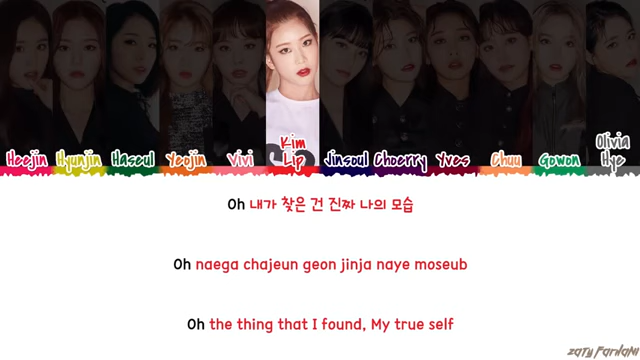 Heejin Hyunjin Haseul Yeojin Vivi Kim Lip Jinsoul Choerry Yves Chuu Gowon Olivia Hye
Oh 내가 찾은 건 진짜 나의 모습
Oh naega chajeun geon jinja naye moseub
Oh the thing that I found, My true self
zaty farhani